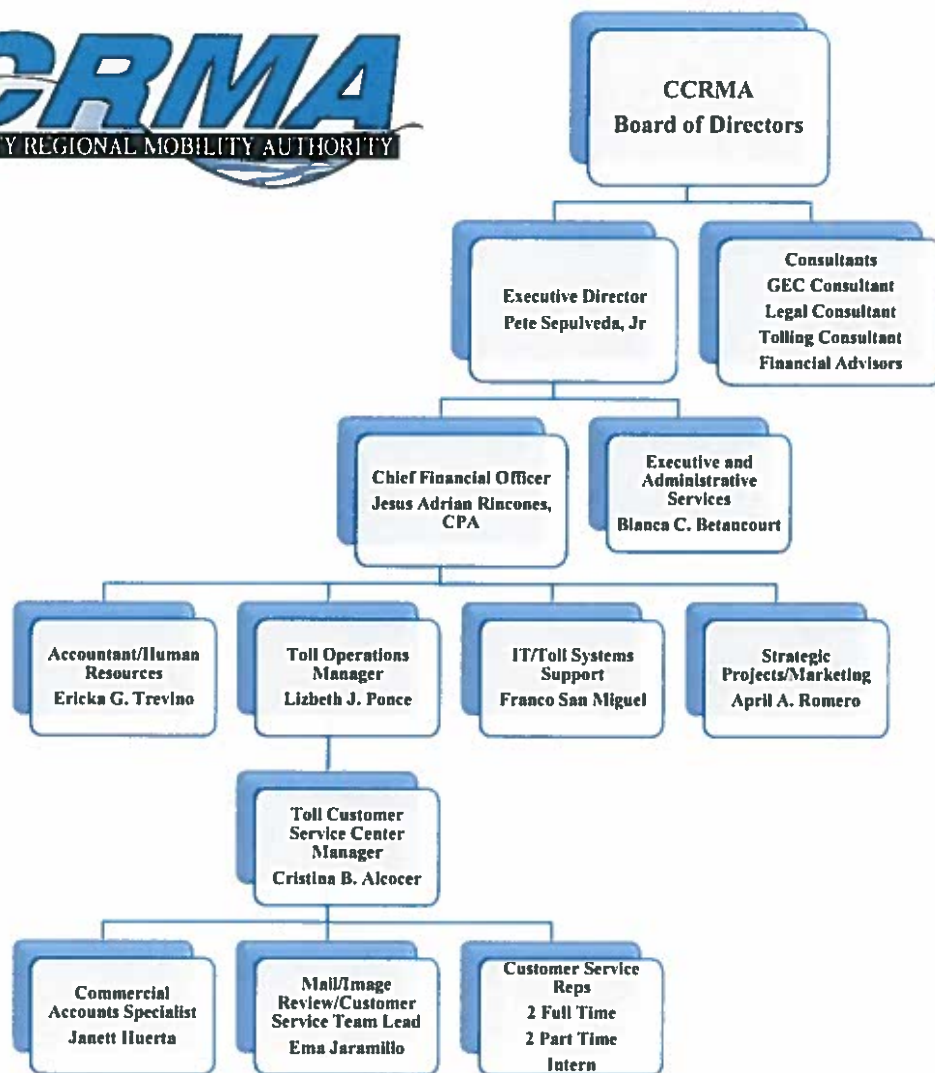 CRMA
TY REGIONAL MOBILITY AUTHORITY
CCRMA
Board of Directors
Executive Director
Pete Sepulveda, Jr
Consultants
GEC Consultant
Legal Consultant
Tolling Consultant
Financial Advisors
Chief Financial Officer
Jesus Adrian Rincones,
CPA
Executive and
Administrative
Services
Blanca C. Betancourt
Accountant/Human
Resources
Ericka G. Trevino
Toll Operations
Manager
Lizbeth J. Ponce
IT/Toll Systems
Support
Franco San Miguel
Strategic
Projects/Marketing
April A. Romero
Toll Customer
Service Center
Manager
Cristina B. Alcocer
Commercial
Accounts Specialist
Janett Huerta
Mail/Image
Review/Customer
Service Team Lead
Ema Jaramillo
Customer Service
Reps
2 Full Time
2 Part Time
Intern